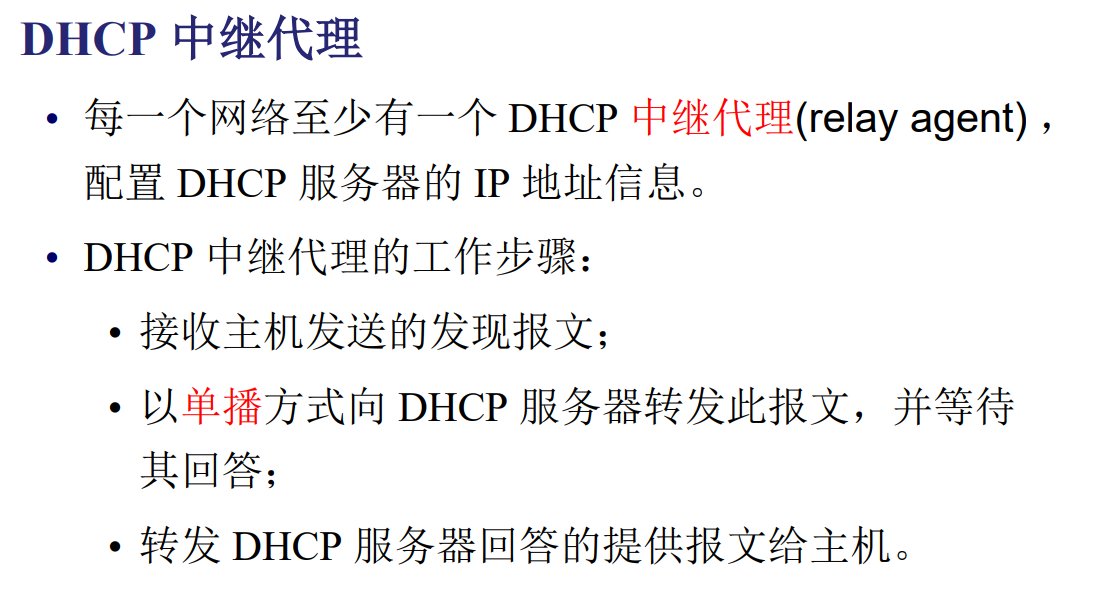 DHCP 中继代理
• 每一个网络至少有一个 DHCP 中继代理(relay agent)，
配置 DHCP 服务器的 IP 地址信息。
• DHCP 中继代理的工作步骤：
• 接收主机发送的发现报文；
• 以单播方式向 DHCP 服务器转发此报文，并等待
其回答；
• 转发 DHCP 服务器回答的提供报文给主机。